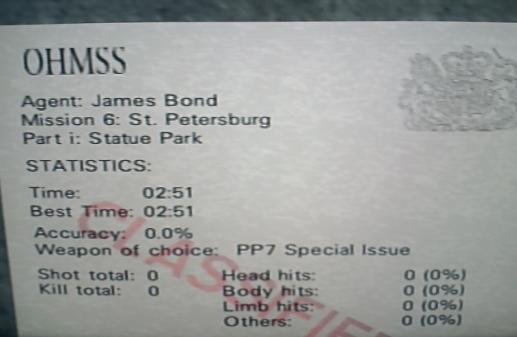 OHMSS
Agent: James Bond
Mission 6: St. Petersburg
Part i: Statue Park
STATISTICS:
Time: 02:51
Best Time: 02:51
Accuracy: 0.0%
Weapon of choice: PP7 Special Issue
Shot total: 0 Head hits: 0 (0%)
Kill total: 0 Body hits: 0 (0%)
Limb hits: 0 (0%)
Others: 0 (0%)
CLASSIFIE